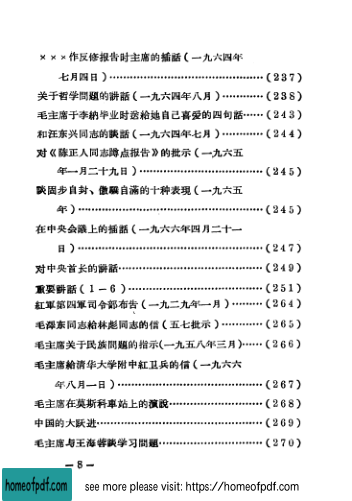 ×××作反修报告时主席的插話(一九六四年
七月四日)……………………………………(237)
关于哲学問題的講話(一九六四年八月)…………(238)
毛主席于李納毕业时送給她自己喜爱的四句話……(243)
和汪东兴同志的談話(一九六四年七月)…………(244)
对《陈正人同志蹲点报告》的批示(一九六五
年一月二十九日)……………………………(245)
談固步自封、傲驕自滿的十种表現(一九六五
年)……………………………………………(245)
在中央会議上的插話(一九六六年四月二十一
日)……………………………………………(247)
对中央首长的講話…………………………………(249)
重要講話(1-6)…………………………………(251)
紅軍第四軍司令部布告(一九二九年一月)………(264)
毛澤东同志給林彪同志的信(五七批示)…………(265)
毛主席关于民族問題的指示(一九五八年三月)……(266)
毛主席給清华大学附中紅卫兵的信(一九六六
年八月一日)…………………………………(267)
毛主席在莫斯科車站上的演說……………………(268)
中国的大跃进………………………………………(269)
毛主席与王海蓉談学习問題………………………(270)
—8—
homeofpdf.com
see more please visit: https://homeofpdf.com